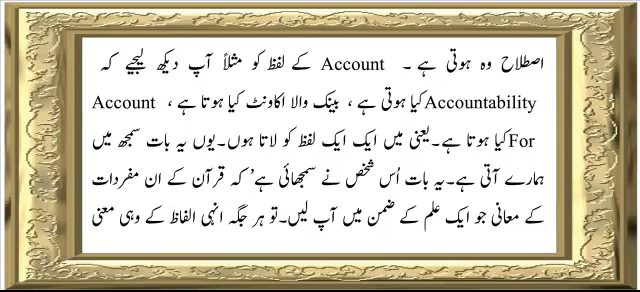 اصطلاح وہ ہوتی ہے ۔ Account کے لفظ کو مثلاً آپ دیکھ لیجیے کہ
Accountability کیا ہوتی ہے ، بینک والا اکاونٹ کیا ہوتا ہے ، Account
For کیا ہوتا ہے۔یعنی میں ایک ایک لفظ کو لاتا ہوں۔یوں یہ بات سمجھ میں
ہمارے آتی ہے۔یہ بات اُس شخص نے سمجھائی ہے’ کہ قرآن کے ان مفردات
کے معانی جو ایک علم کے ضمن میں آپ لیں۔تو ہر جگہ انہی الفاظ کے وہی معنی